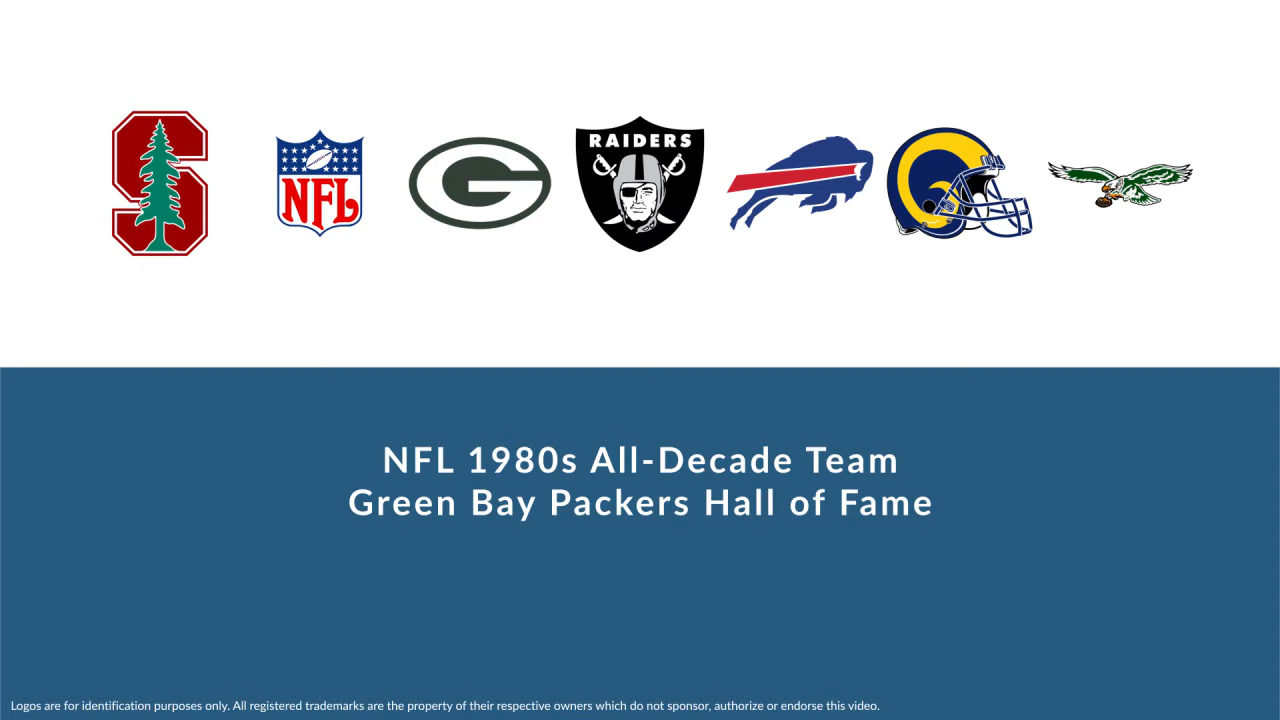 NFL
RAIDERS
NFL 1980s All-Decade Team
Green Bay Packers Hall of Fame
Logos are for identification purposes only. All registered trademarks are the property of their respective owners which do not sponsor, authorize or endorse this video.